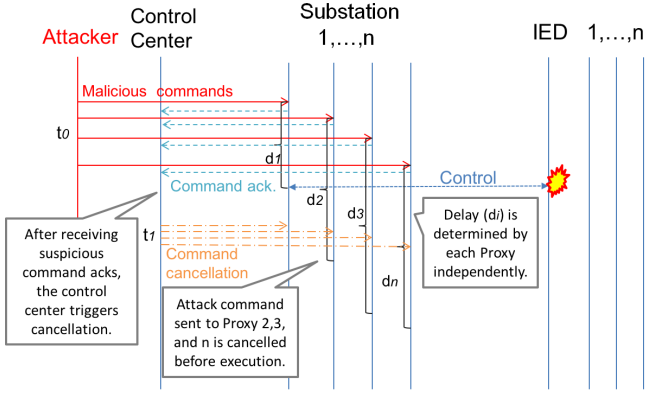 Attacker
Control
Center
Substation
1,...,n
IED
1,...,n
Malicious commands
t0
d1
Command ack.
Control
d2
d3
After receiving
suspicious
command acks,
the control
center triggers
cancellation.
t1
Command
cancellation
dn
Delay (di) is
determined by
each Proxy
independently.
Attack command
sent to Proxy 2,3,
and n is cancelled
before execution.